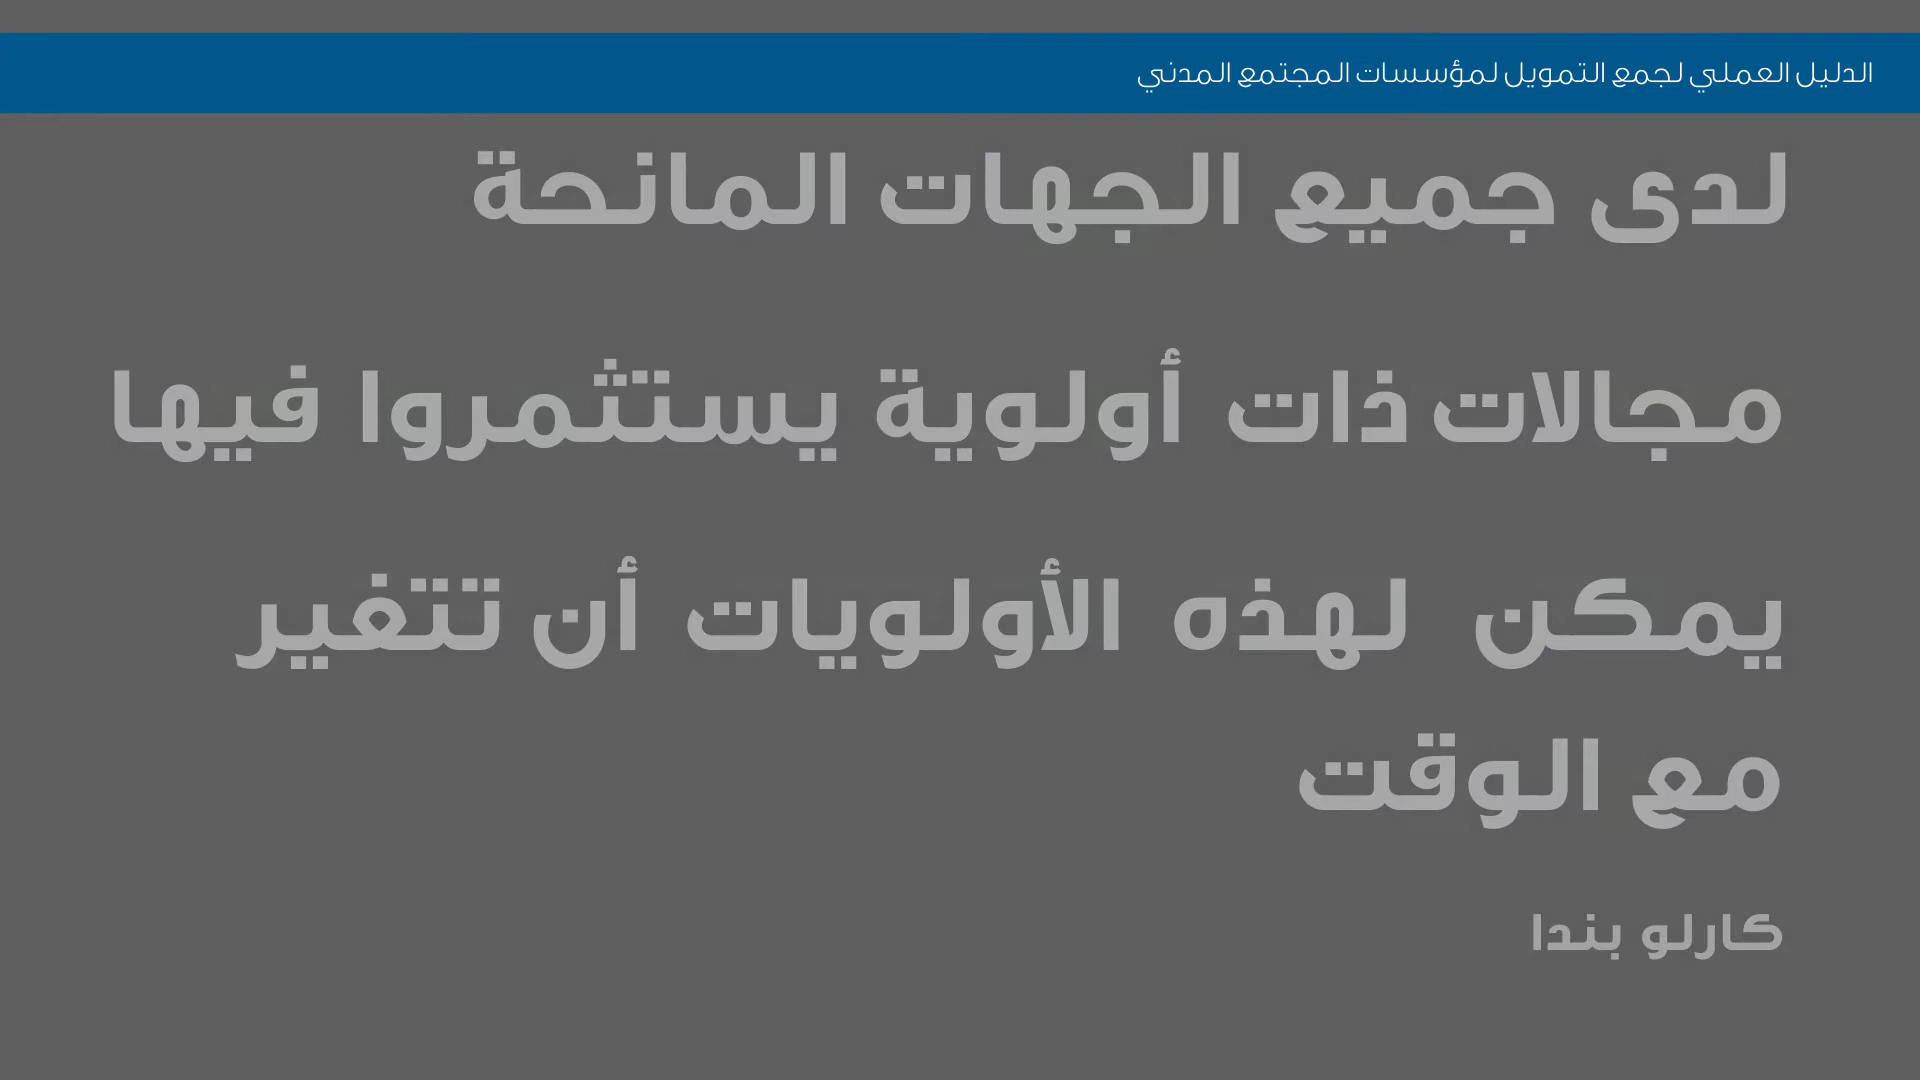 الدليل العملي لجمع التمويل لمؤسسات المجتمع المدني
لدى جميع الجهات المانحة
مجالات ذات أولوية يستثمروا فيها
يمكن لهذه الأولويات أن تتغير
مع الوقت
كارلو بندا